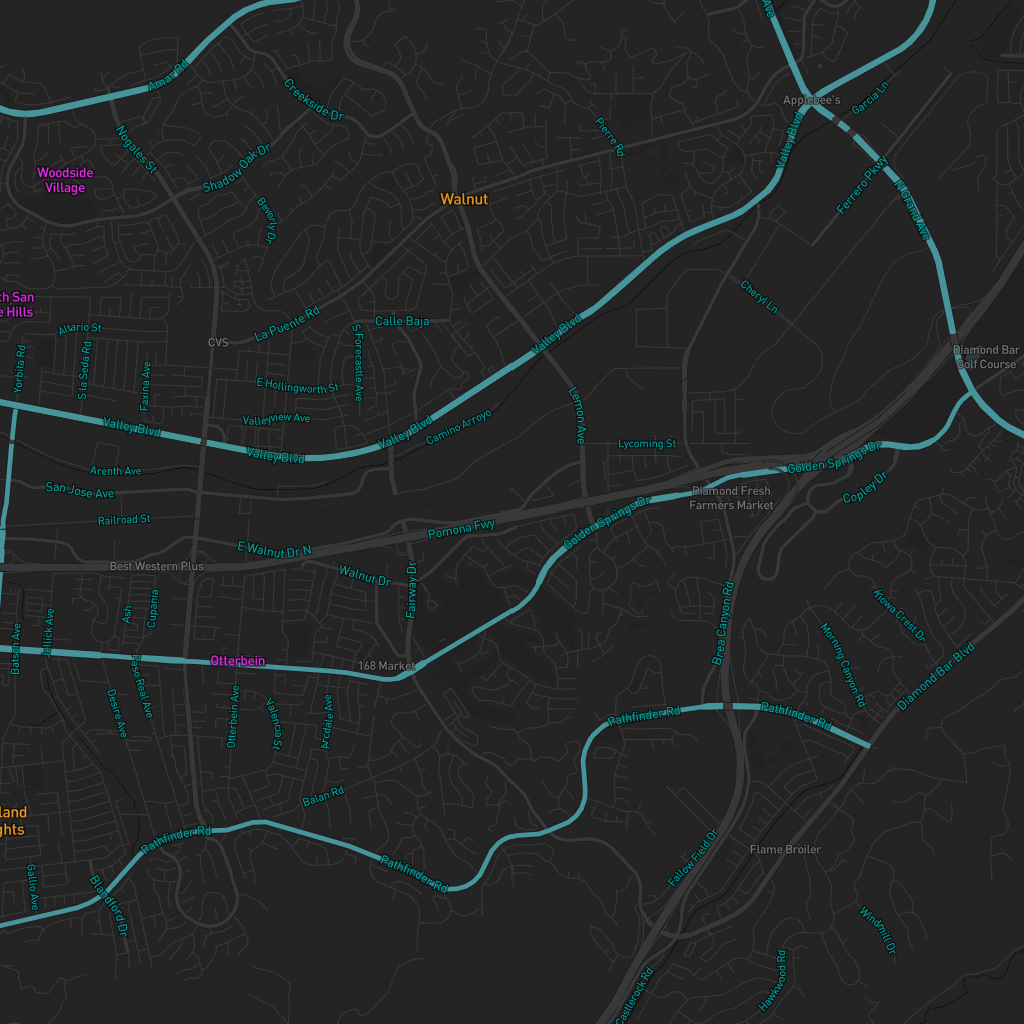 Ave
Amar Rd
Creekside Dr
Applebee's
Garcia Ln
Nogales St
Pierre Rd
Valley Blvd
Woodside
Village
Shadow Oak Dr
Ferrero Pkwy
N Grand Ave
Walnut
Beverly Dr
Cheryl Ln
th San
e Hills
La Puente Rd
Calle Baja
Altario St
S Forecastle Ave
Valley Blvd
CVS
Diamond Bar
Golf Course
Yorbita Rd
S la Seda Rd
Faxina Ave
E Hollingworth St
Lemon Ave
Valleyview Ave
Camino Arroyo
Valley Blvd
Valley Blvd
Valley Blvd
Lycoming St
Golden Springs Dr
Arenth Ave
San Jose Ave
Diamond Fresh
Farmers Market
Copley Dr
Railroad St
Pomona Fwy
Golden Springs Dr
E Walnut Dr N
Best Western Plus
Walnut Dr
Fairway Dr
Ash
Cupania
Brea Canyon Rd
Kiowa Crest Dr
Jellick Ave
Batson Ave
Morning Canyon Rd
Otterbein
168 Market
Diamond Bar Blvd
Paso Real Ave
Desire Ave
Otterbein Ave
Valencia St
Arcdale Ave
Pathfinder Rd
Pathfinder Rd
Balan Rd
land
ghts
Pathfinder Rd
Flame Broiler
Pathfinder Rd
Fallow Field Dr
Gallio Ave
Blandford Dr
Windmill Dr
Hawkwood Rd
Castlerock Rd